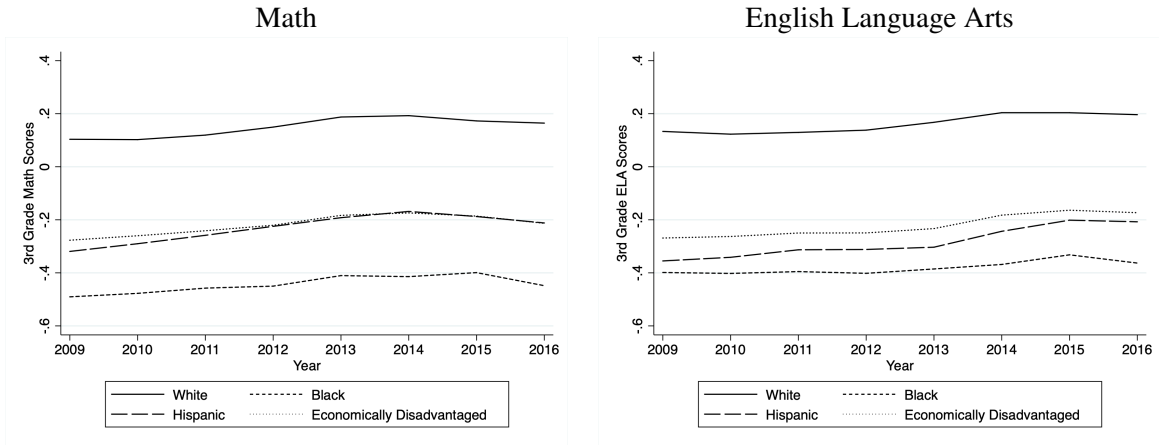 Math
3rd Grade Math Scores
.4
.2
0
-.2
-.4
-.6
2009 2010 2011 2012 2013 2014 2015 2016
Year
White Black
Hispanic Economically Disadvantaged
English Language Arts
3rd Grade ELA Scores
.4
.2
0
-.2
-.4
-.6
2009 2010 2011 2012 2013 2014 2015 2016
Year
White Black
Hispanic Economically Disadvantaged